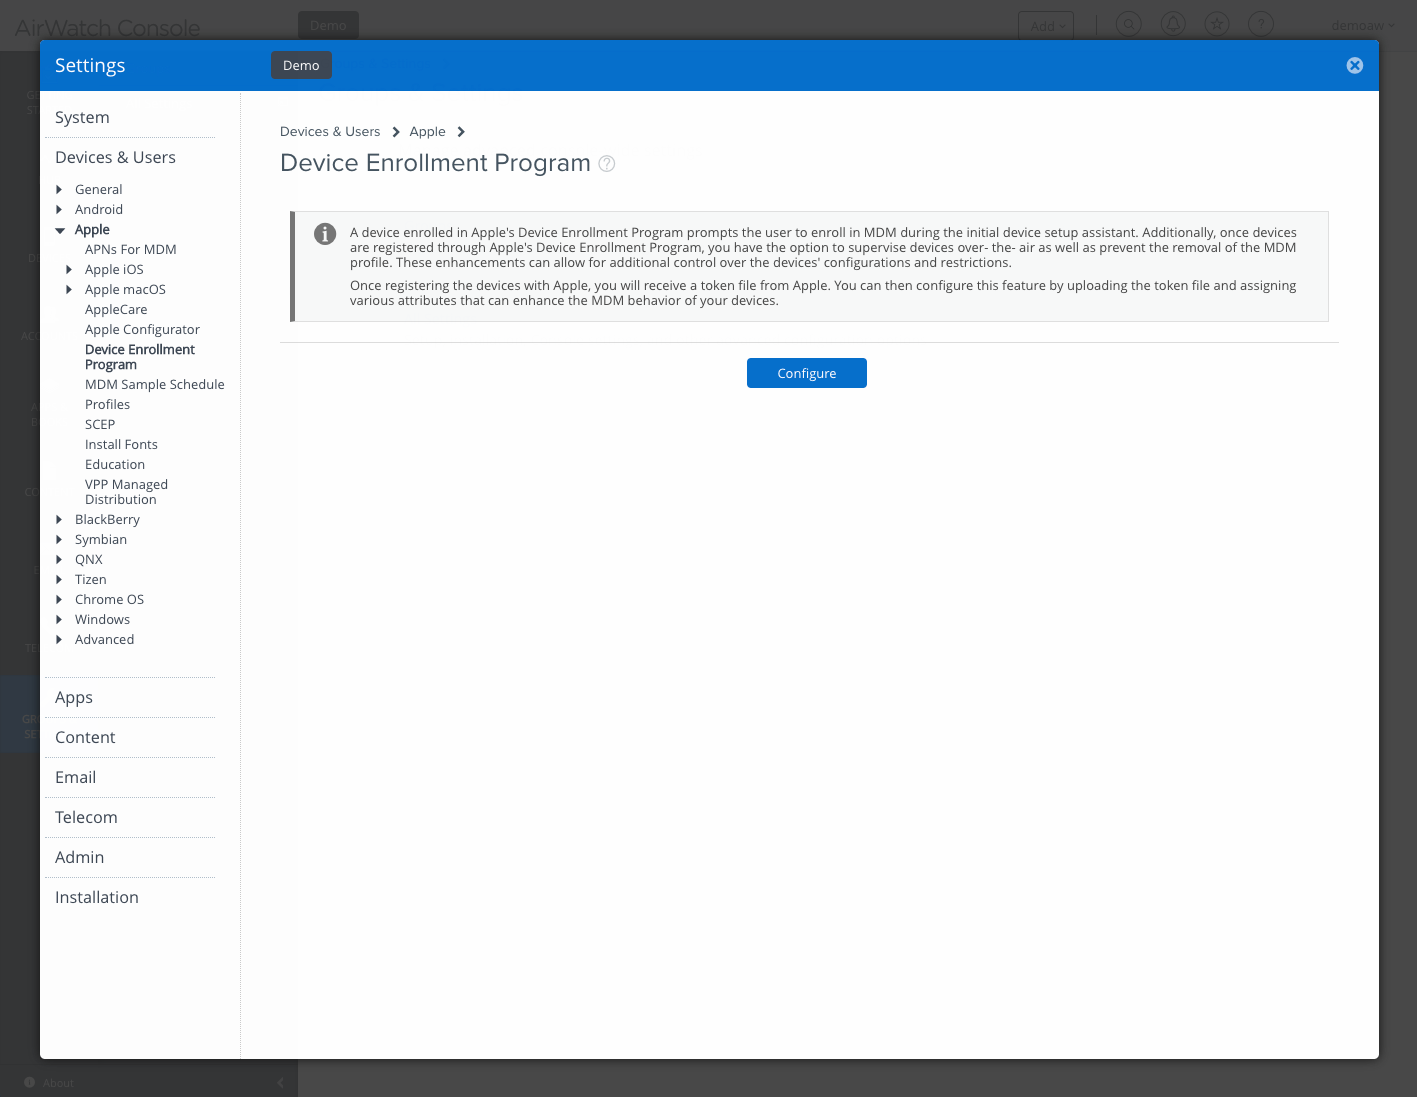 AirWatch Console
Demo
Add
demoaw
Settings
Demo
System
Devices & Users
General
Android
Apple
APNs For MDM
Apple iOS
Apple macOS
AppleCare
Apple Configurator
Device Enrollment
Program
MDM Sample Schedule
Profiles
SCEP
Install Fonts
Education
VPP Managed
Distribution
BlackBerry
Symbian
QNX
Tizen
Chrome OS
Windows
Advanced
Apps
Content
Email
Telecom
Admin
Installation
Devices & Users > Apple >
Device Enrollment Program
A device enrolled in Apple's Device Enrollment Program prompts the user to enroll in MDM during the initial device setup assistant. Additionally, once devices
are registered through Apple's Device Enrollment Program, you have the option to supervise devices over- the- air as well as prevent the removal of the MDM
profile. These enhancements can allow for additional control over the devices' configurations and restrictions.
Once registering the devices with Apple, you will receive a token file from Apple. You can then configure this feature by uploading the token file and assigning
various attributes that can enhance the MDM behavior of your devices.
Configure
About